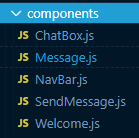 components
JS ChatBox.js
JS Message.js
JS NavBar.js
JS SendMessage.js
JS Welcome.js